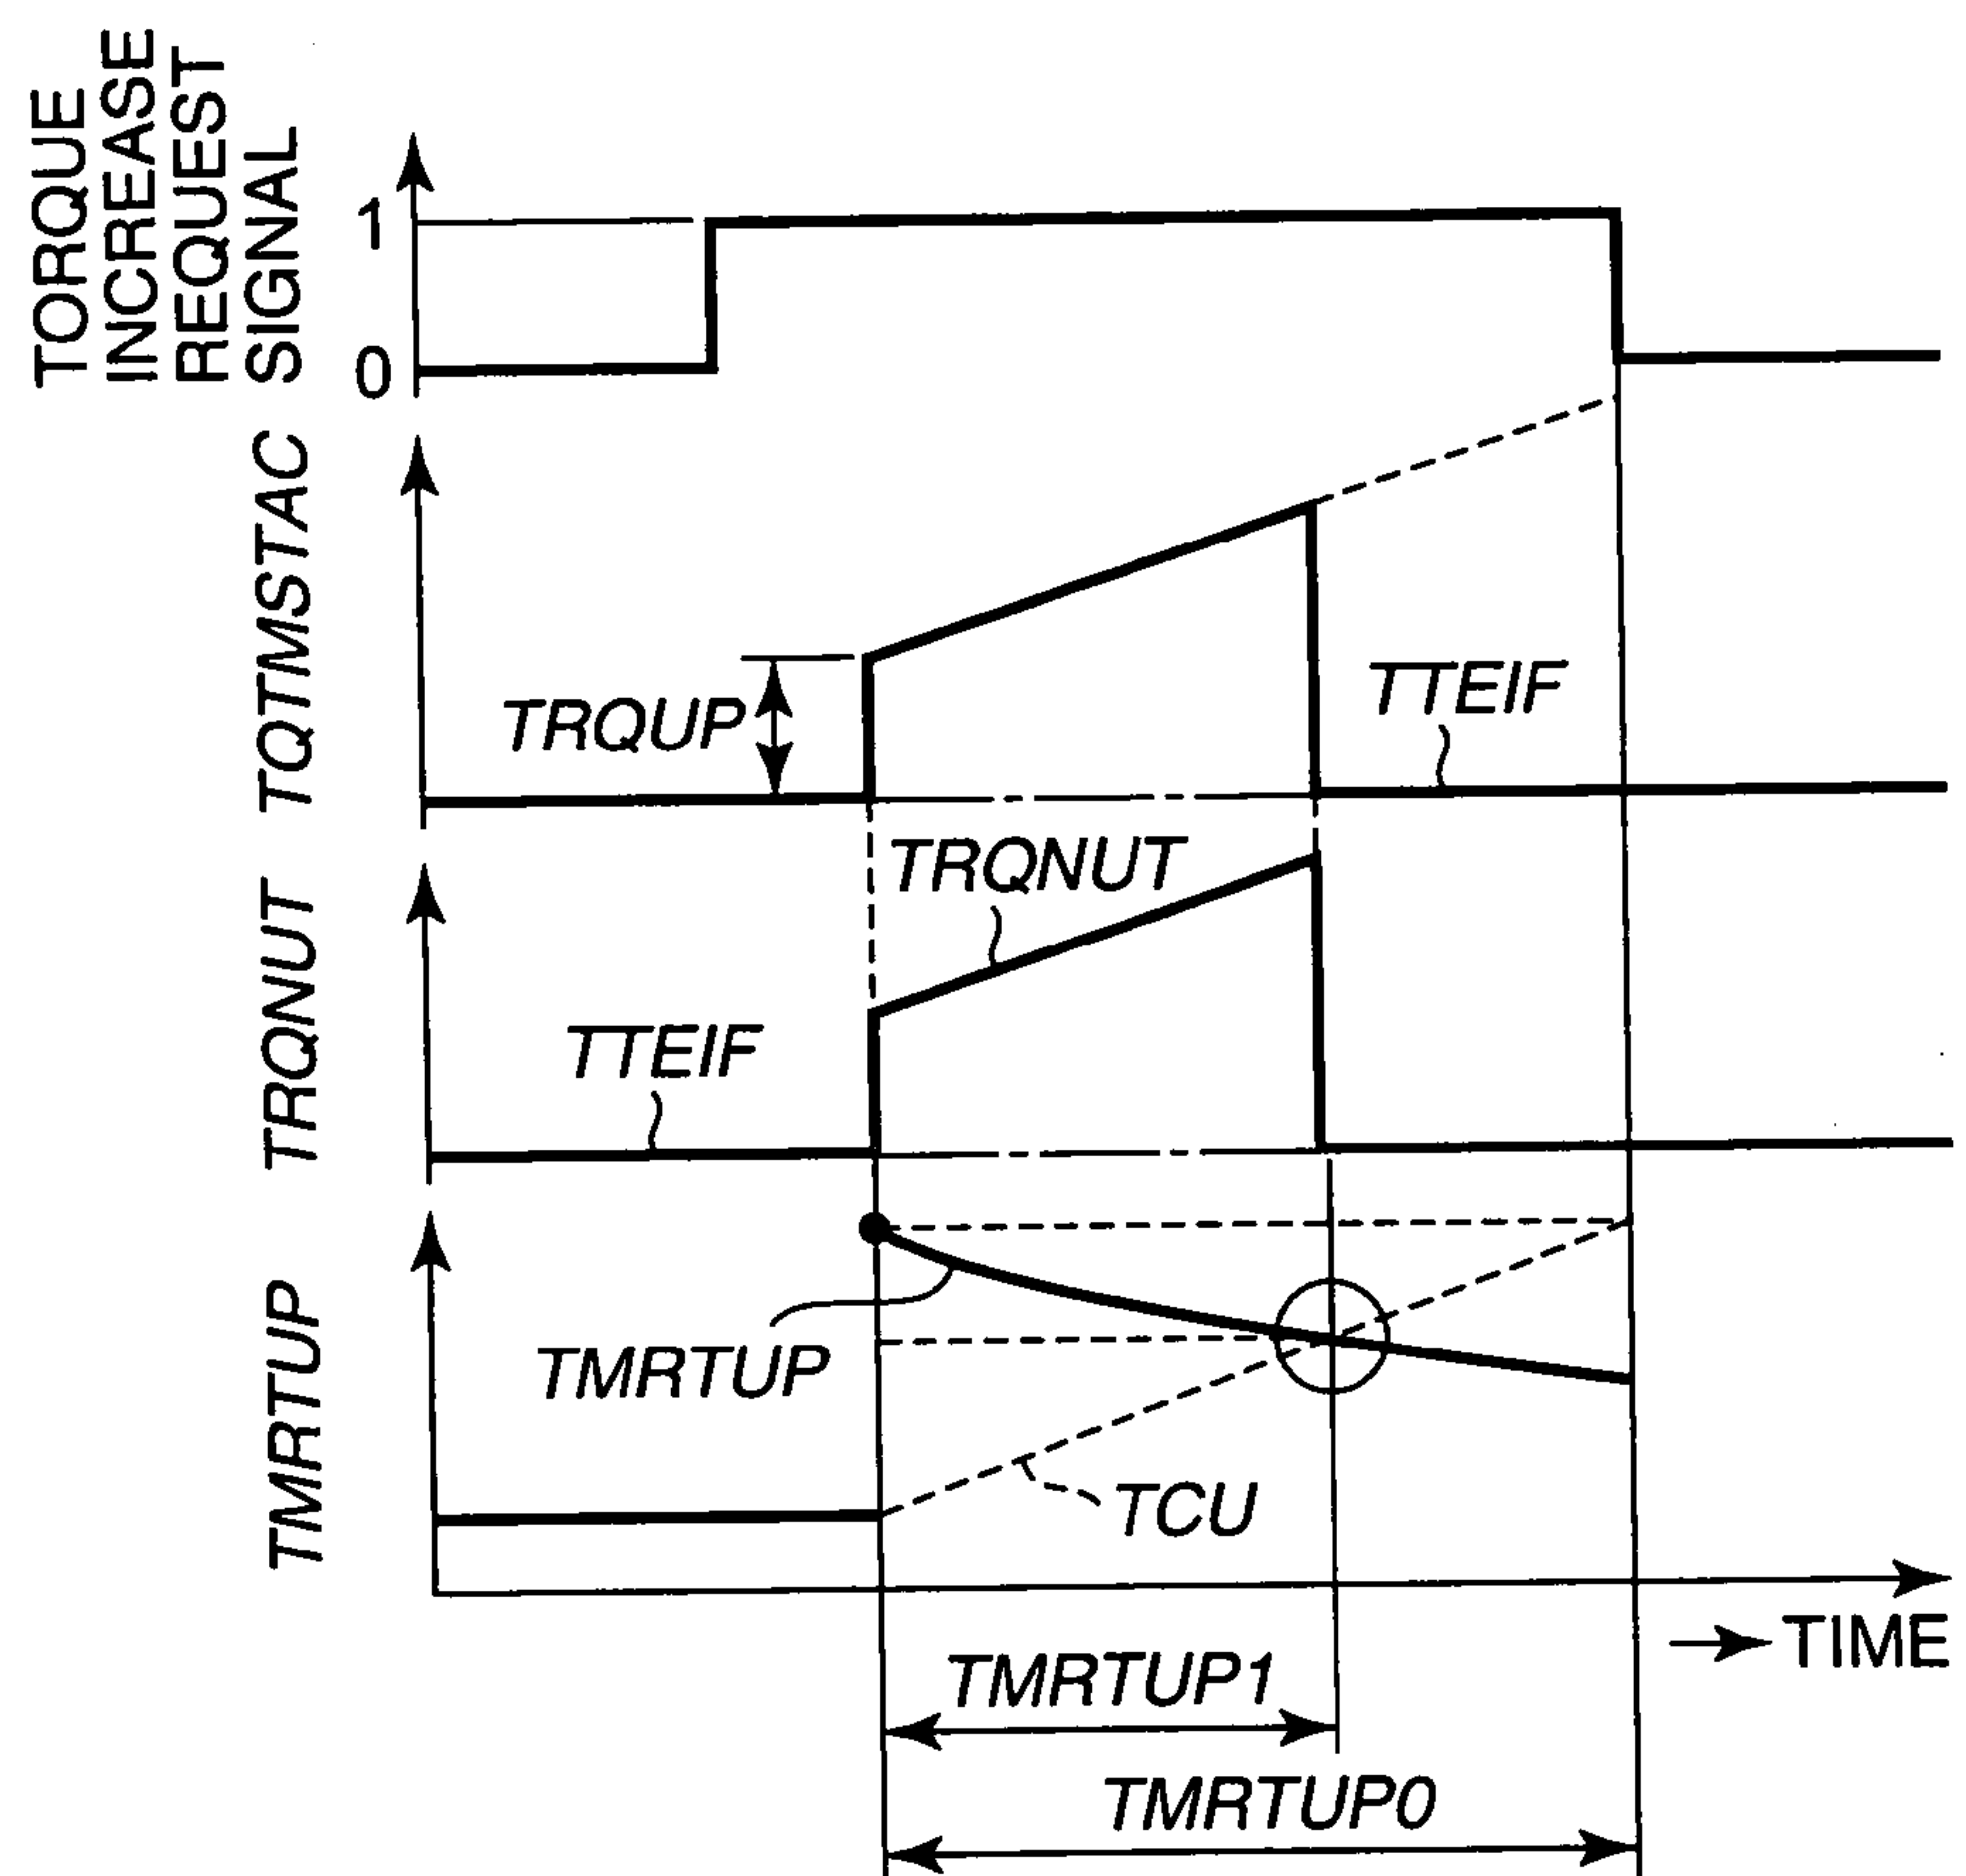 TORQUE
INCREASE
REQUEST
SIGNAL
1
0
TQTMSTAC
TRQUP
TTEIF
TRQNUT
TRQNUT
TTEIF
TMRTUP
TMRTUP
TCU
TIME
TMRTUP1
TMRTUP0